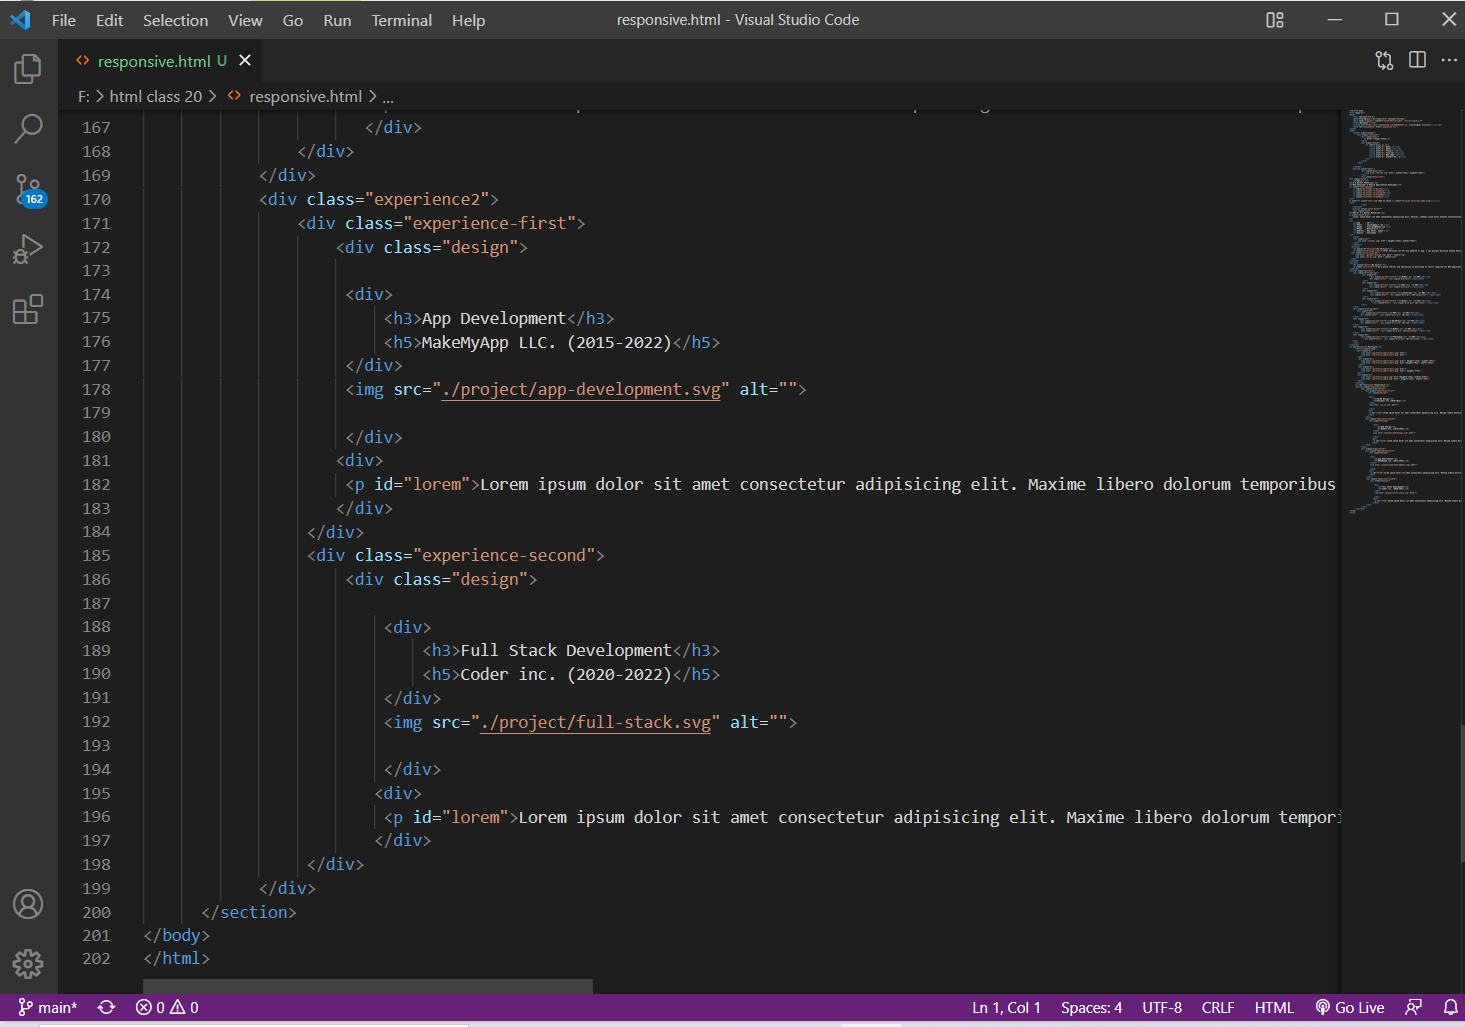 File Edit Selection View Go Run Terminal Help responsive.html - Visual Studio Code
responsive.html U
F: > html class 20 > responsive.html > ...
167 </div>
168 </div>
169 </div>
170 <div class="experience2">
171 <div class="experience-first">
172 <div class="design">
173
174 <div>
175 <h3>App Development</h3>
176 <h5>MakeMyApp LLC. (2015-2022)</h5>
177 </div>
178 <img src="./project/app-development.svg" alt="">
179
180 </div>
181 <div>
182 <p id="lorem">Lorem ipsum dolor sit amet consectetur adipisicing elit. Maxime libero dolorum temporibus
183 </div>
184 </div>
185 <div class="experience-second">
186 <div class="design">
187
188 <div>
189 <h3>Full Stack Development</h3>
190 <h5>Coder inc. (2020-2022)</h5>
191 </div>
192 <img src="./project/full-stack.svg" alt="">
193
194 </div>
195 <div>
196 <p id="lorem">Lorem ipsum dolor sit amet consectetur adipisicing elit. Maxime libero dolorum tempori
197 </div>
198 </div>
199 </div>
200 </section>
201 </body>
202 </html>
162
main* 0 0 Ln 1, Col 1 Spaces: 4 UTF-8 CRLF HTML Go Live